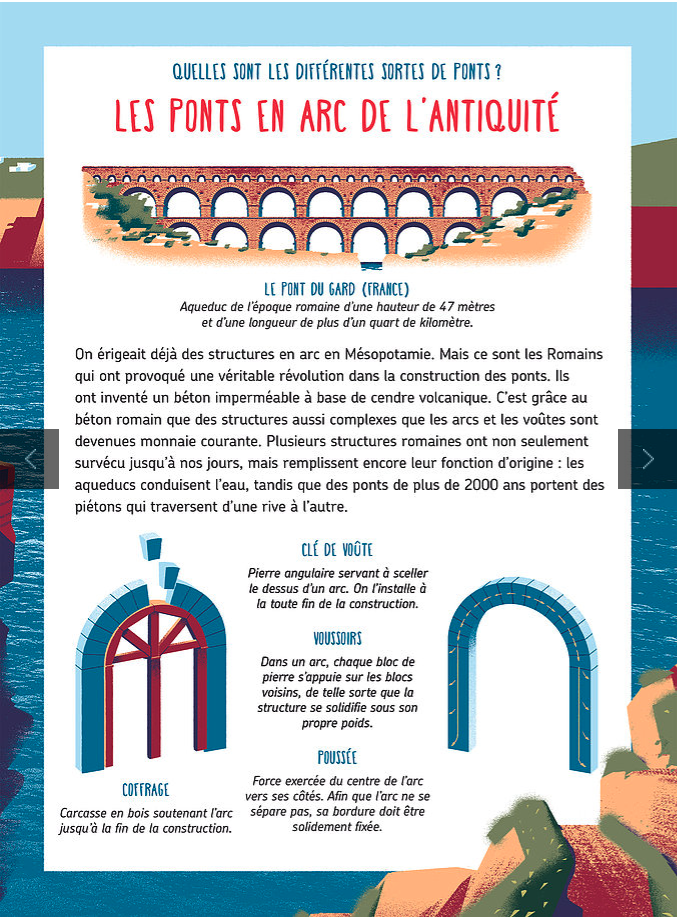 QUELLES SONT LES DIFFÉRENTES SORTES DE PONTS ?
LES PONTS EN ARC DE L'ANTIQUITÉ
LE PONT DU GARD (FRANCE)
Aqueduc de l'époque romaine d'une hauteur de 47 mètres
et d'une longueur de plus d'un quart de kilomètre.
On érigeait déjà des structures en arc en Mésopotamie. Mais ce sont les Romains
qui ont provoqué une véritable révolution dans la construction des ponts. Ils
ont inventé un béton imperméable à base de cendre volcanique. C'est grâce au
béton romain que des structures aussi complexes que les arcs et les voûtes sont
devenues monnaie courante. Plusieurs structures romaines ont non seulement
survécu jusqu'à nos jours, mais remplissent encore leur fonction d'origine : les
aqueducs conduisent l'eau, tandis que des ponts de plus de 2000 ans portent des
piétons qui traversent d'une rive à l'autre.
CLÉ DE VOÛTE
Pierre angulaire servant à sceller
le dessus d'un arc. On l'installe à
la toute fin de la construction.
VOUSSOIRS
Dans un arc, chaque bloc de
pierre s'appuie sur les blocs
voisins, de telle sorte que la
structure se solidifie sous son
propre poids.
POUSSÉE
Force exercée du centre de l'arc
vers ses côtés. Afin que l'arc ne se
sépare pas, sa bordure doit être
solidement fixée.
COFFRAGE
Carcasse en bois soutenant l'arc
jusqu'à la fin de la construction.